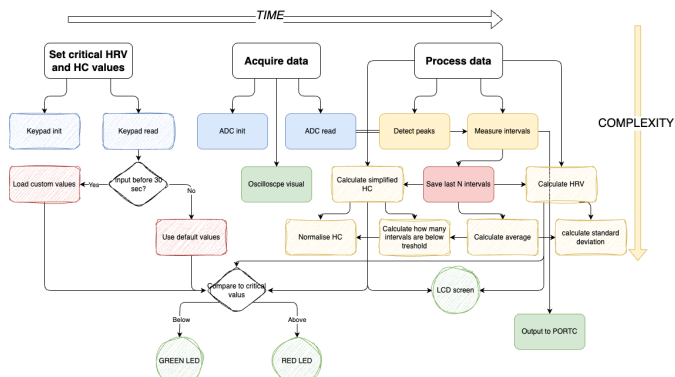 TIME
Set critical HRV
and HC values
Acquire data
Process data
COMPLEXITY
Keypad init
Keypad read
ADC init
ADC read
Detect peaks
Measure intervals
Load custom values
Yes
Input before 30
sec?
No
Oscilloscpe visual
Calculate simplified
HC
Save last N intervals
Calculate HRV
Use default values
Normalise HC
Calculate how many
intervals are below
treshold
Calculate average
calculate standard
deviation
Compare to critical
valus
LCD screen
Below
Above
Output to PORTC
GREEN LED
RED LED